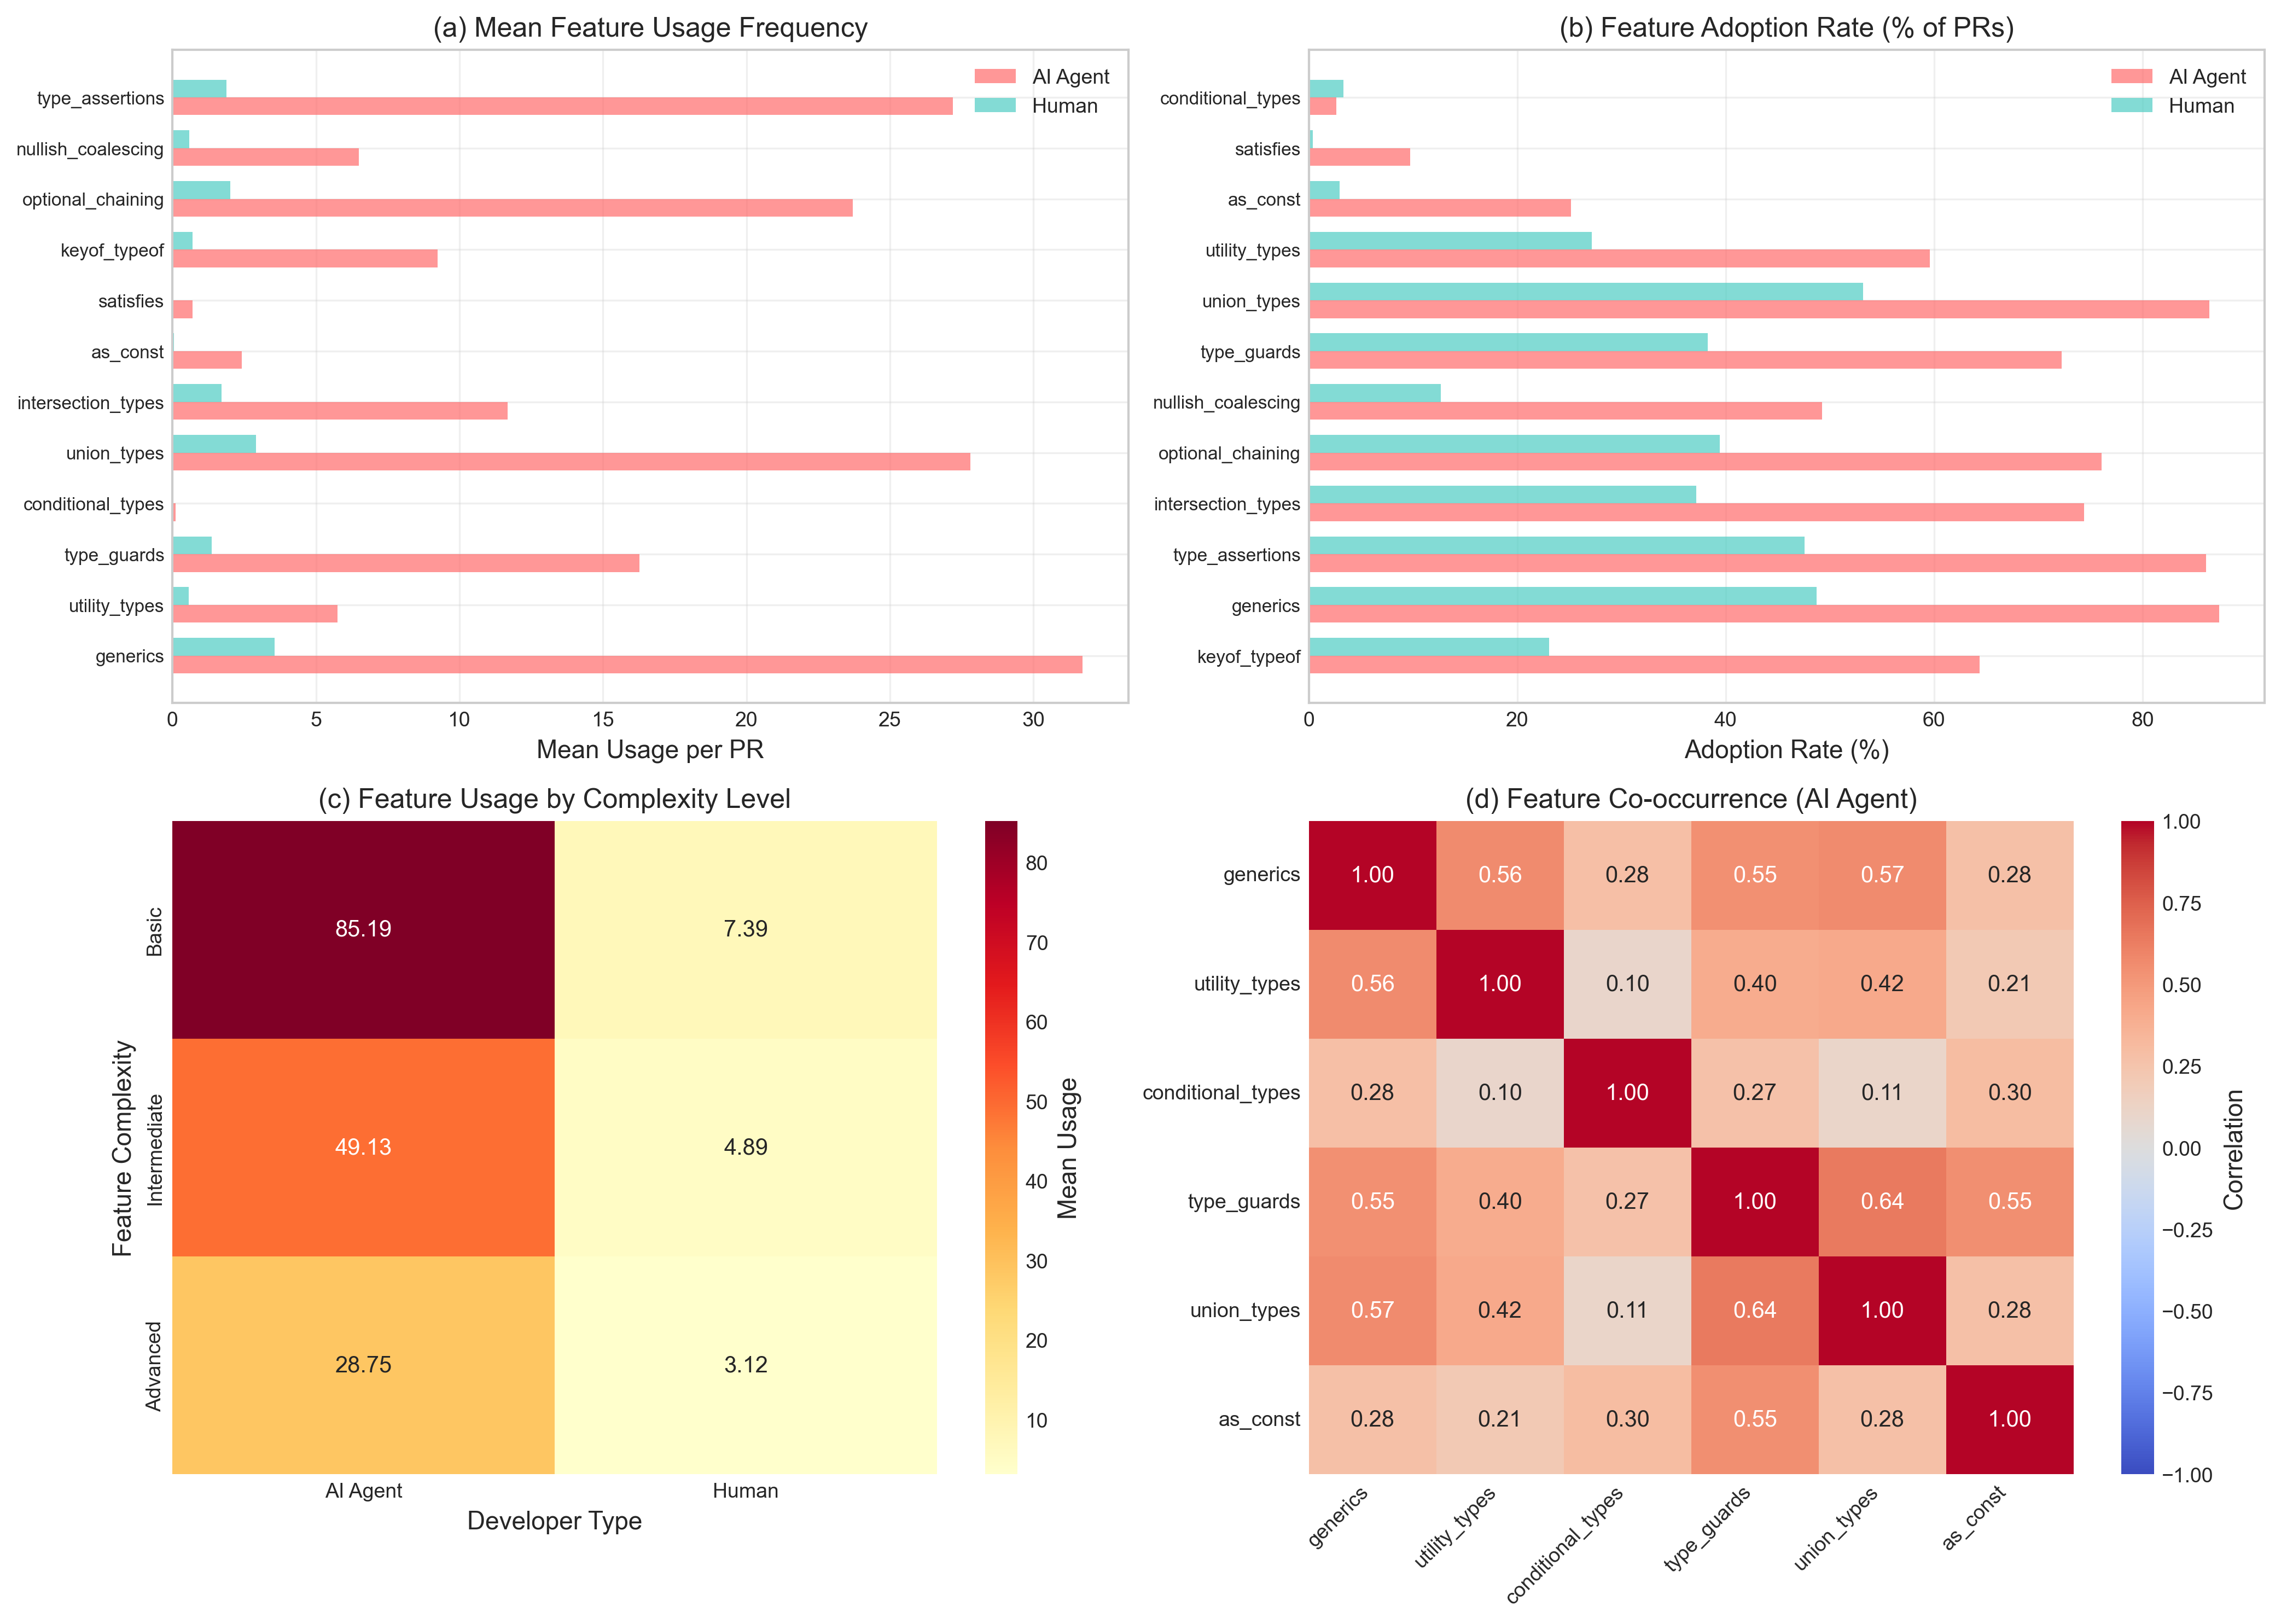 (a) Mean Feature Usage Frequency
AI Agent
Human
type_assertions
nullish_coalescing
optional_chaining
keyof_typeof
satisfies
as_const
intersection_types
union_types
conditional_types
type_guards
utility_types
generics
0 5 10 15 20 25 30
Mean Usage per PR
(b) Feature Adoption Rate (% of PRs)
AI Agent
Human
conditional_types
satisfies
as_const
utility_types
union_types
type_guards
nullish_coalescing
optional_chaining
intersection_types
type_assertions
generics
keyof_typeof
0 20 40 60 80
Adoption Rate (%)
(c) Feature Usage by Complexity Level
Feature Complexity
Basic
85.19 7.39
Intermediate
49.13 4.89
Advanced
28.75 3.12
AI Agent Human
Developer Type
80
70
60
50
40
30
20
10
Mean Usage
(d) Feature Co-occurrence (AI Agent)
generics 1.00 0.56 0.28 0.55 0.57 0.28
utility_types 0.56 1.00 0.10 0.40 0.42 0.21
conditional_types 0.28 0.10 1.00 0.27 0.11 0.30
type_guards 0.55 0.40 0.27 1.00 0.64 0.55
union_types 0.57 0.42 0.11 0.64 1.00 0.28
as_const 0.28 0.21 0.30 0.55 0.28 1.00
generics utility_types conditional_types type_guards union_types as_const
1.00
0.75
0.50
0.25
0.00
−0.25
−0.50
−0.75
−1.00
Correlation